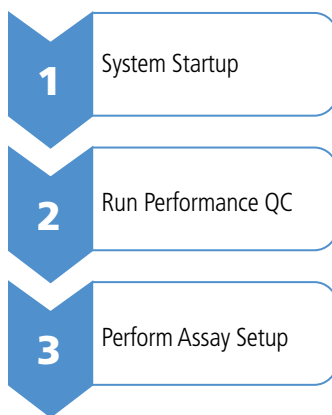 1
System Startup
2
Run Performance QC
3
Perform Assay Setup